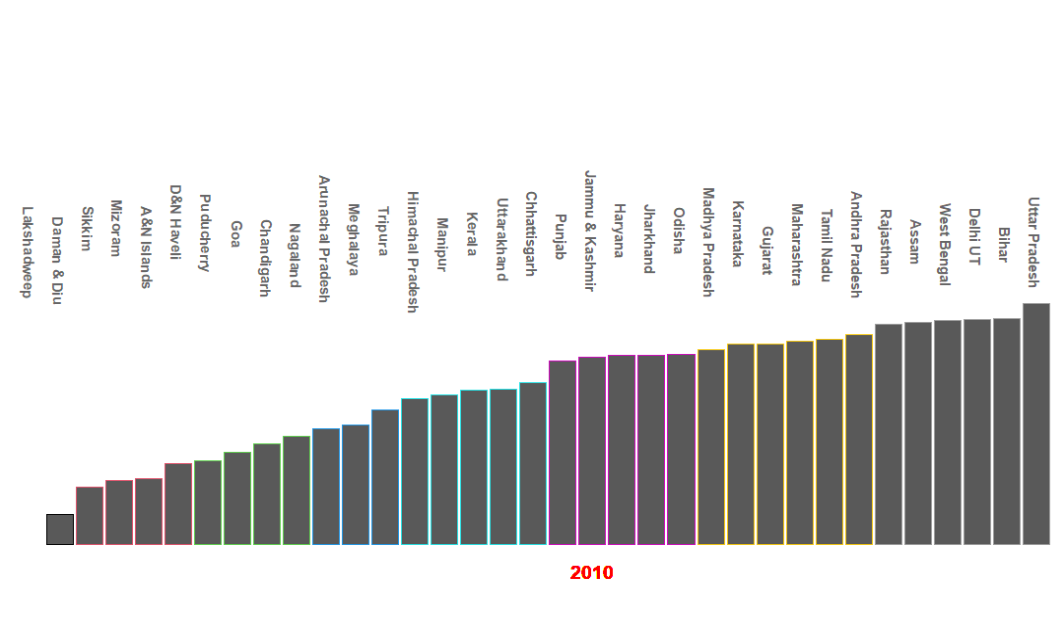 Lakshadweep
Daman & Diu
Sikkim
Mizoram
A&N Islands
D&N Haveli
Puducherry
Goa
Chandigarh
Nagaland
Arunachal Pradesh
Meghalaya
Tripura
Himachal Pradesh
Manipur
Kerala
Uttarakhand
Chhattisgarh
Punjab
Jammu & Kashmir
Haryana
Jharkhand
Odisha
Madhya Pradesh
Karnataka
Gujarat
Maharashtra
Tamil Nadu
Andhra Pradesh
Rajasthan
Assam
West Bengal
Delhi UT
Bihar
Uttar Pradesh
2010